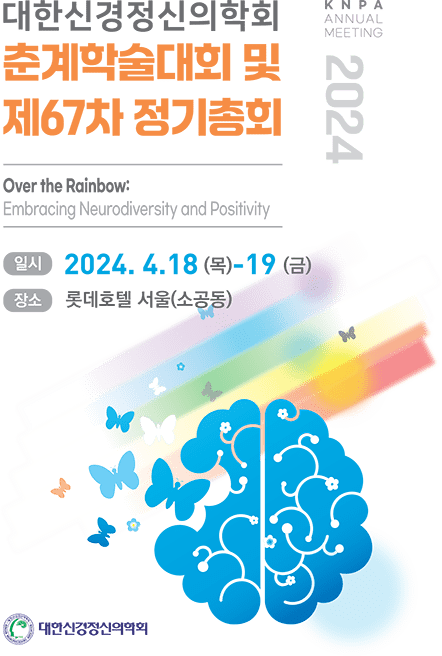 대한신경정신의학회
춘계학술대회 및
제67차 정기총회
KNPA
ANNUAL
MEETING
2024
Over the Rainbow:
Embracing Neurodiversity and Positivity
일시 2024. 4.18 (목)-19 (금)
장소 롯데호텔 서울(소공동)
대한신경정신의학회